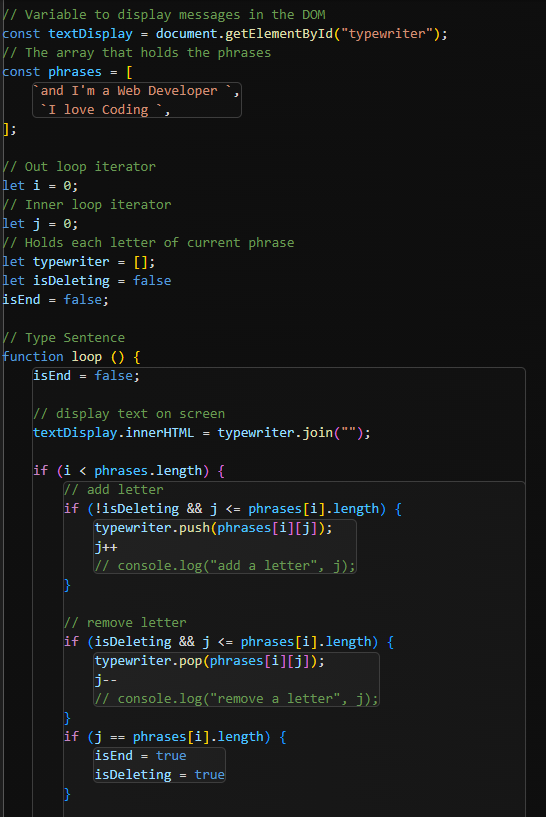 // Variable to display messages in the DOM
const textDisplay = document.getElementById("typewriter");
// The array that holds the phrases
const phrases = [
    `and I'm a Web Developer `,
     `I love Coding `,
];

// Out loop iterator
let i = 0;
// Inner loop iterator
let j = 0;
// Holds each letter of current phrase
let typewriter = [];
let isDeleting = false
isEnd = false;

// Type Sentence
function loop () {
    isEnd = false;

    // display text on screen
    textDisplay.innerHTML = typewriter.join("");

    if (i < phrases.length) {
        // add letter
        if (!isDeleting && j <= phrases[i].length) {
            typewriter.push(phrases[i][j]);
            j++
            // console.log("add a letter", j);
        }

        // remove letter
        if (isDeleting && j <= phrases[i].length) {
            typewriter.pop(phrases[i][j]);
            j--
            // console.log("remove a letter", j);
        }
        if (j == phrases[i].length) {
            isEnd = true
            isDeleting = true
        }